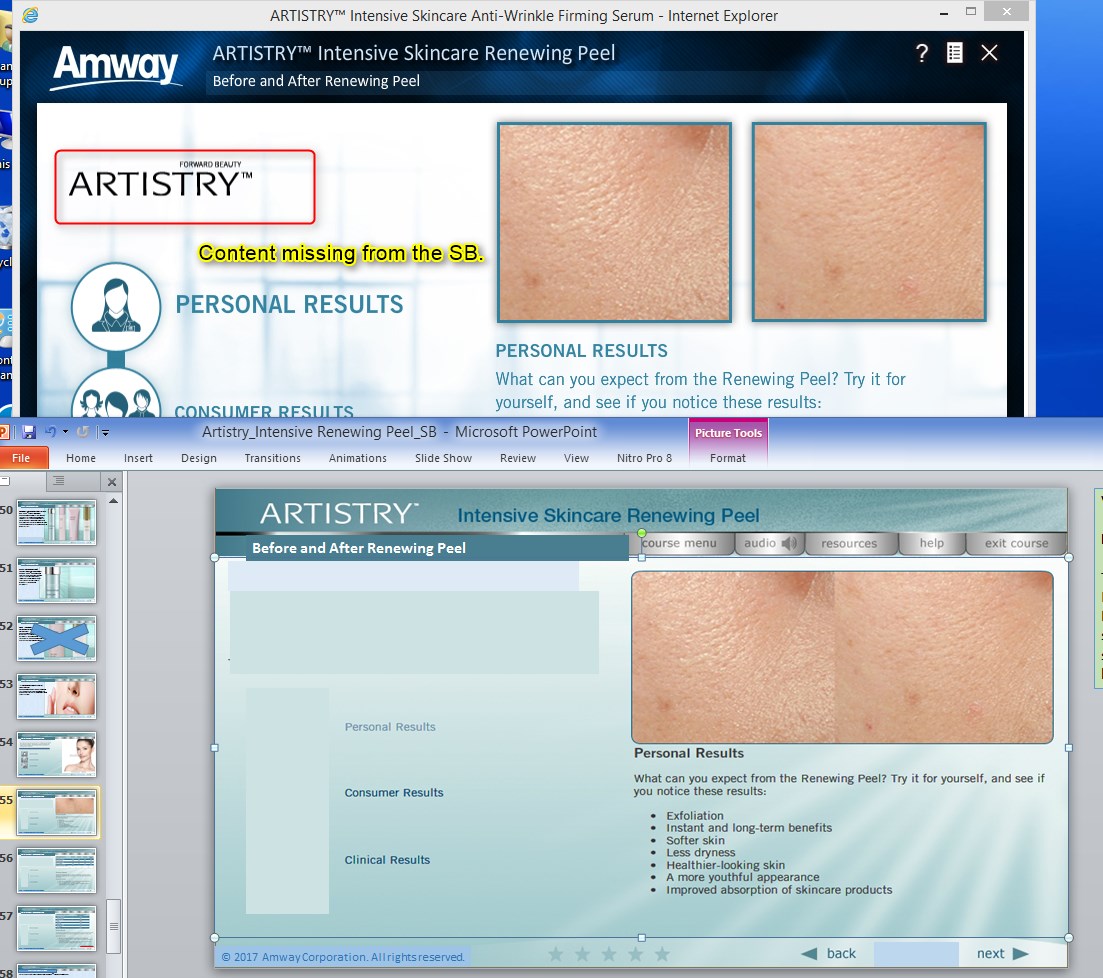 ARTISTRY™ Intensive Skincare Anti-Wrinkle Firming Serum - Internet Explorer
Amway
ARTISTRY™ Intensive Skincare Renewing Peel
Before and After Renewing Peel
?
FORWARD BEAUTY
ARTISTRY™
Content missing from the SB.
PERSONAL RESULTS
CONSUMER RESULTS
PERSONAL RESULTS
What can you expect from the Renewing Peel? Try it for
yourself, and see if you notice these results:
Artistry_Intensive Renewing Peel_SB - Microsoft PowerPoint
Picture Tools
File Home Insert Design Transitions Animations Slide Show Review View Nitro Pro 8 Format
50
51
52
53
54
55
56
57
58
ARTISTRY™ Intensive Skincare Renewing Peel
Before and After Renewing Peel
course menu audio resources help exit course
Personal Results
Consumer Results
Clinical Results
Personal Results
What can you expect from the Renewing Peel? Try it for yourself, and see if
you notice these results:
• Exfoliation
• Instant and long-term benefits
• Softer skin
• Less dryness
• Healthier-looking skin
• A more youthful appearance
• Improved absorption of skincare products
© 2017 Amway Corporation. All rights reserved.
back next